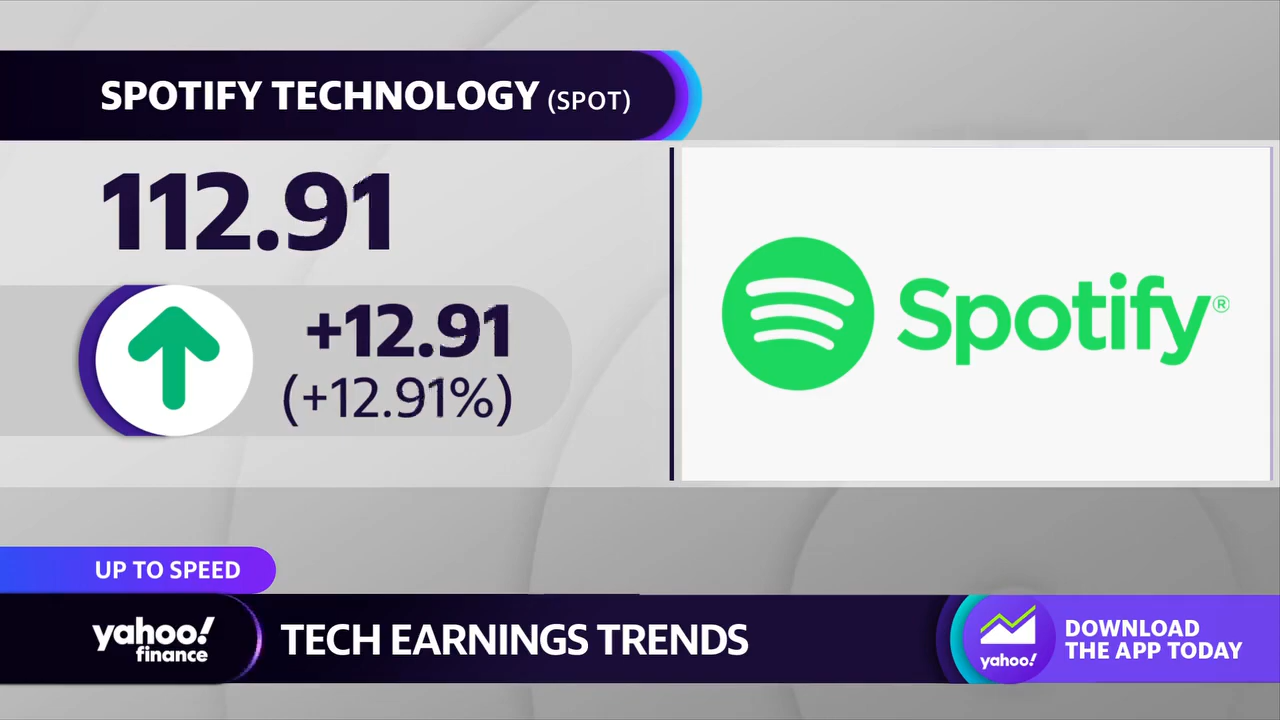 SPOTIFY TECHNOLOGY (SPOT)
112.91
+12.91
(+12.91%)
Spotify®
UP TO SPEED
yahoo!
finance
TECH EARNINGS TRENDS
yahoo!
DOWNLOAD
THE APP TODAY